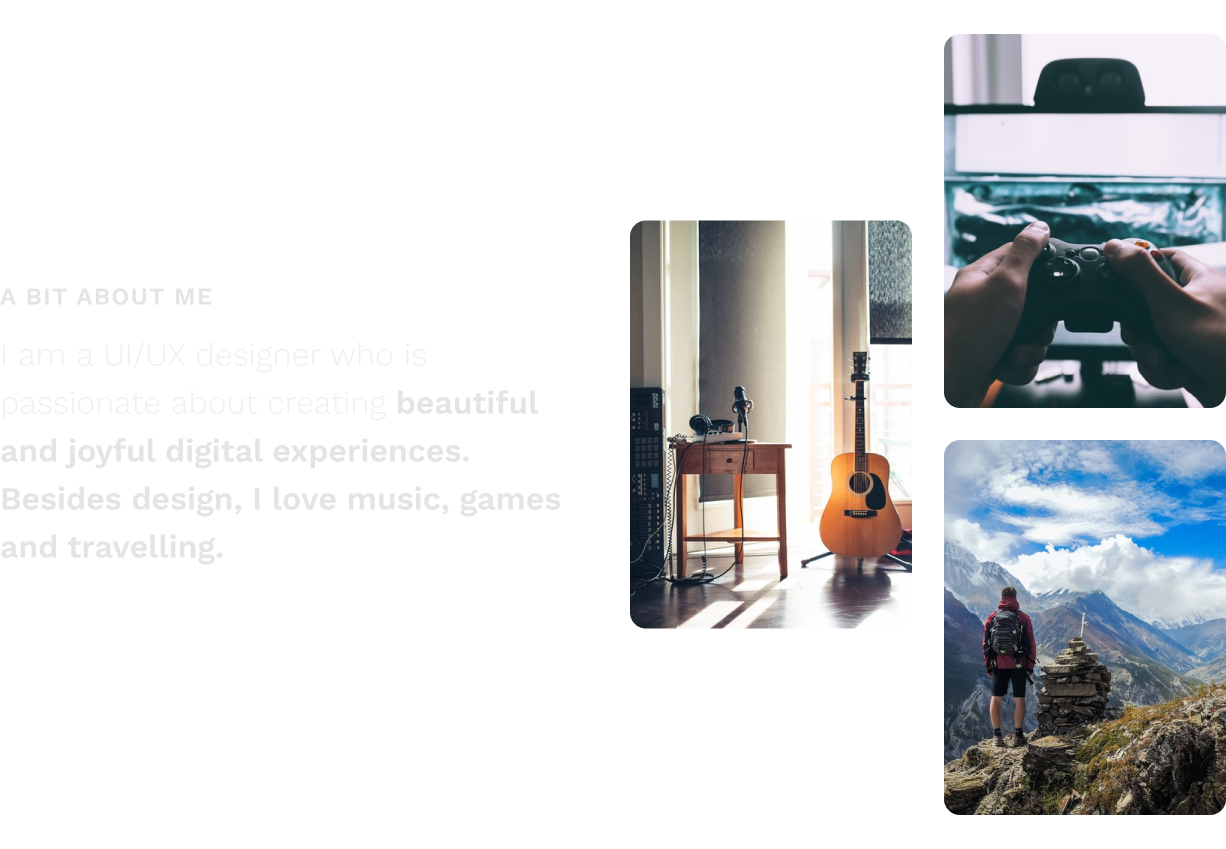 A BIT ABOUT ME
I am a UI/UX designer who is
passionate about creating beautiful
and joyful digital experiences.
Besides design, I love music, games
and travelling.